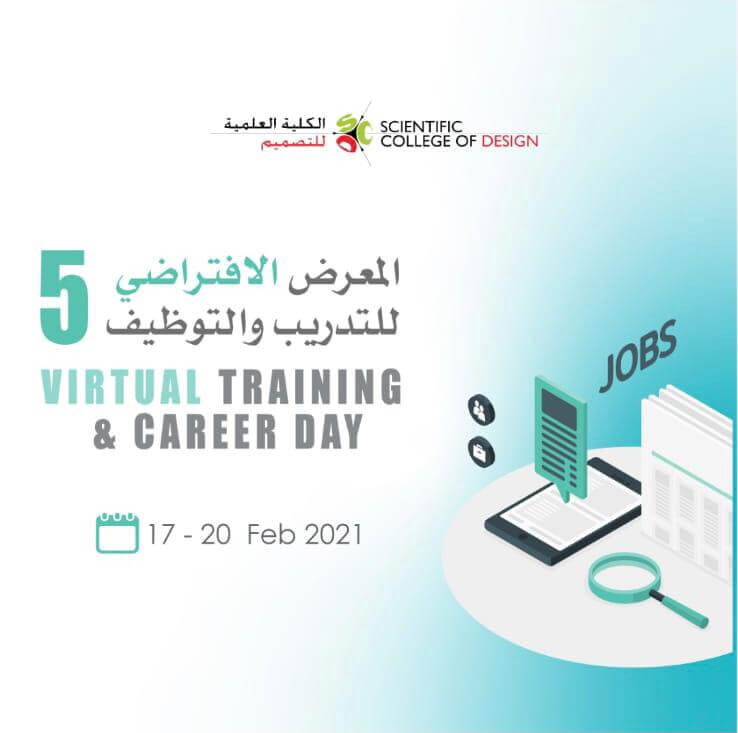 الكلية العلمية
للتصميم
SCIENTIFIC
COLLEGE OF DESIGN
5
المعرض الافتراضي
للتدريب والتوظيف
VIRTUAL TRAINING
& CAREER DAY
17 - 20 Feb 2021
JOBS